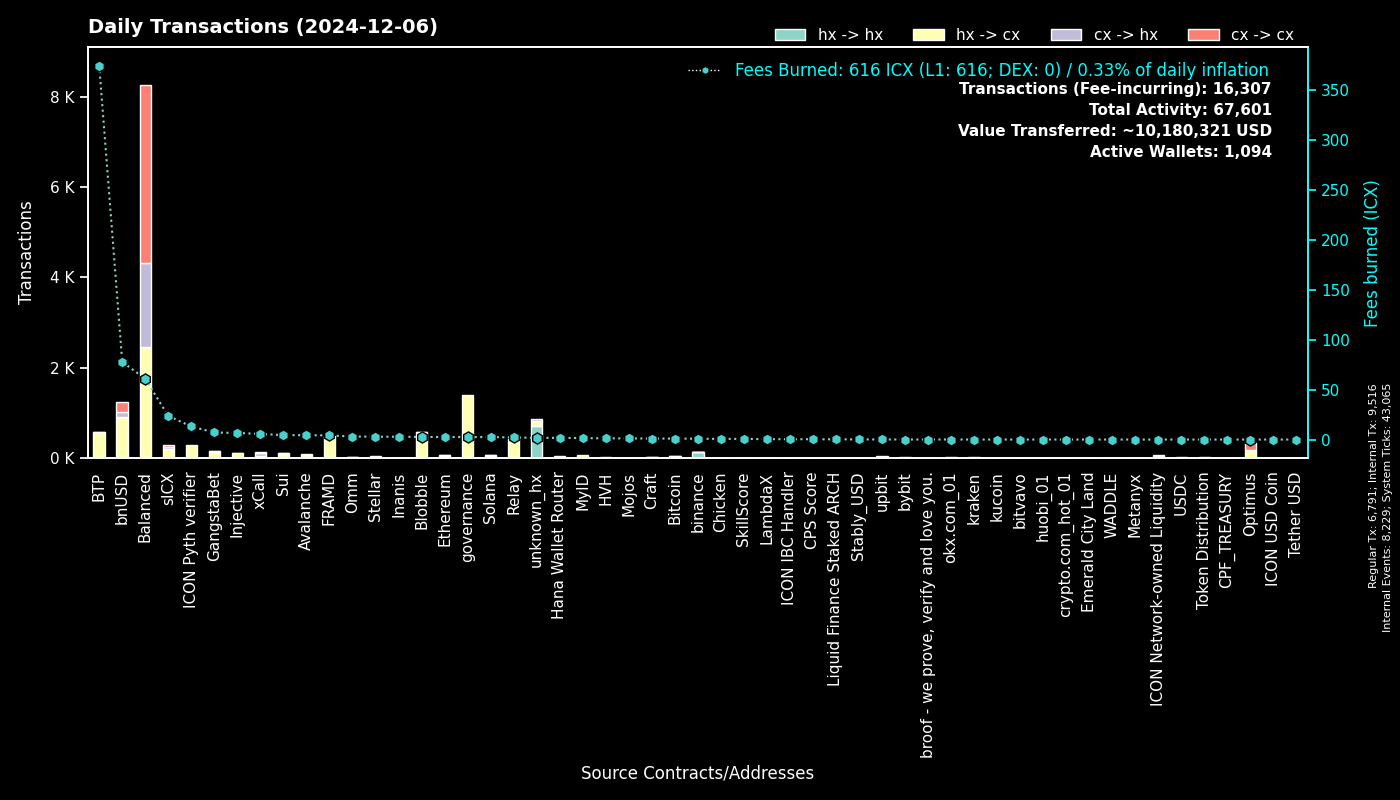 Daily Transactions (2024-12-06)
hx -> hx
hx -> cx
cx -> hx
cx -> cx
Fees Burned: 616 ICX (L1: 616; DEX: 0) / 0.33% of daily inflation
Transactions (Fee-incurring): 16,307
Total Activity: 67,601
Value Transferred: ~10,180,321 USD
Active Wallets: 1,094
Transactions
8 K
6 K
4 K
2 K
0 K
350
300
250
200
150
100
50
0
Fees burned (ICX)
Regular Tx: 6,791; Internal Tx: 9,516
Internal Events: 8,229; System Ticks: 43,065
BTP
bnUSD
Balanced
sICX
ICON Pyth verifier
GangstaBet
Injective
xCall
Sui
Avalanche
FRAMD
Omm
Stellar
Inanis
Blobble
Ethereum
governance
Solana
Relay
unknown_hx
Hana Wallet Router
MyID
HVH
Mojos
Craft
Bitcoin
binance
Chicken
SkillScore
LambdaX
ICON IBC Handler
CPS Score
Liquid Finance Staked ARCH
Stably_USD
upbit
bybit
broof - we prove, verify and love you.
okx.com_01
kraken
kucoin
bitvavo
huobi_01
crypto.com_hot_01
Emerald City Land
WADDLE
Metanyx
ICON Network-owned Liquidity
USDC
Token Distribution
CPF_TREASURY
Optimus
ICON USD Coin
Tether USD
Source Contracts/Addresses